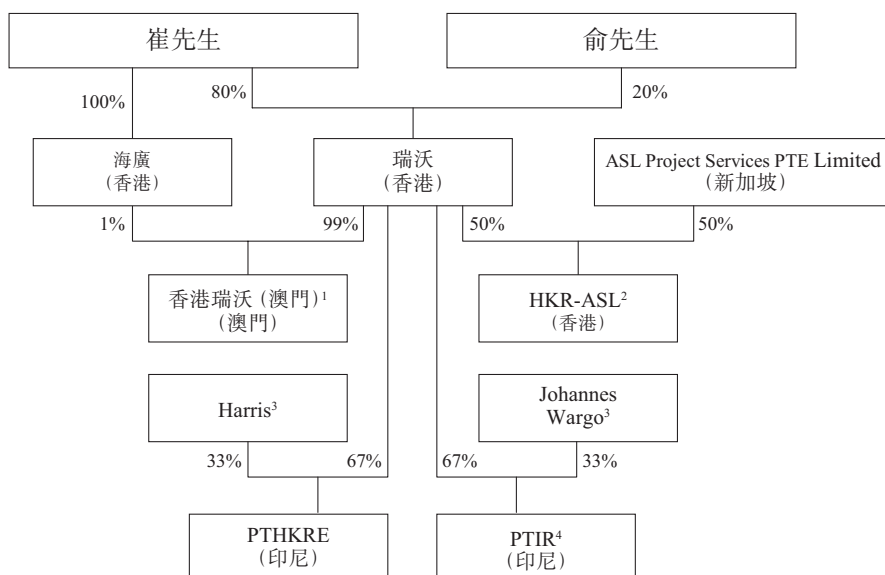 崔先生
俞先生
100%
80%
20%
海廣
(香港)
瑞沃
(香港)
ASL Project Services PTE Limited
(新加坡)
1%
99%
50%
50%
香港瑞沃(澳門)¹
(澳門)
HKR-ASL²
(香港)
Harris³
Johannes
Wargo³
33%
67%
67%
33%
PTHKRE
(印尼)
PTIR⁴
(印尼)